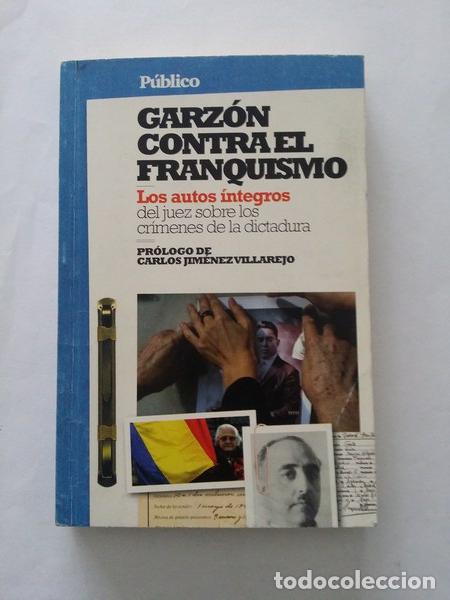 Público
GARZÓN
CONTRA EL
FRANQUISMO
Los autos íntegros
del juez sobre los
crímenes de la dictadura
PRÓLOGO DE
CARLOS JIMÉNEZ VILLAREJO
todocoleccion